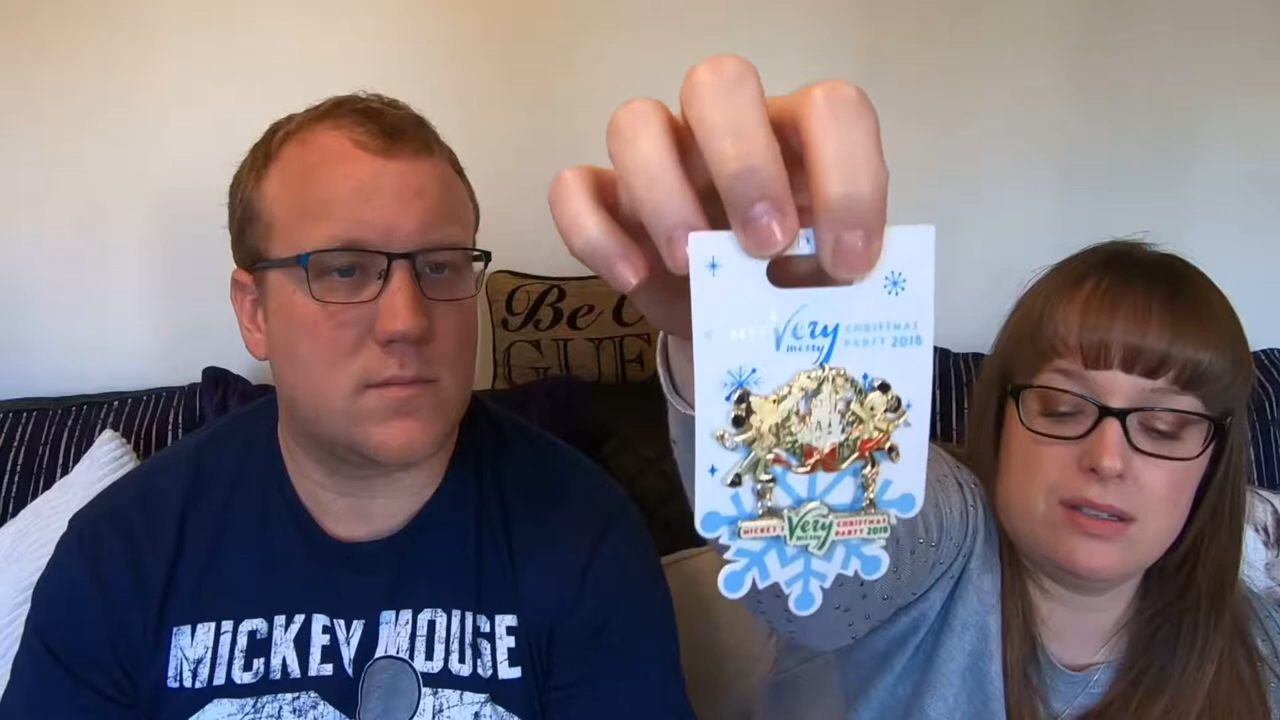 Be
GUE
Very
merry
CHRISTMAS
PARTY 2018
MICKEY'S
Very
merry
CHRISTMAS
PARTY 2018
MICKEY MOUSE